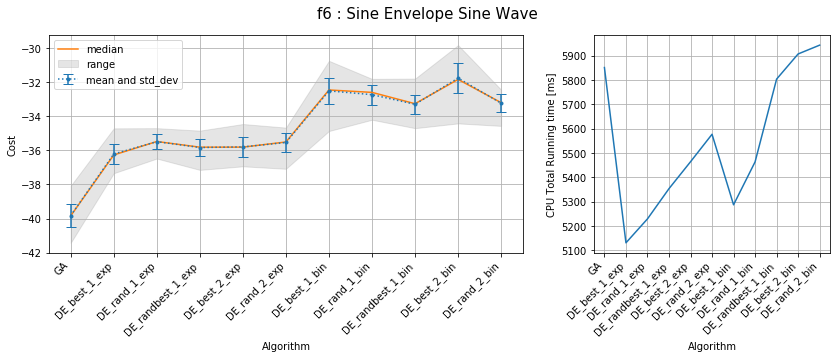 f6 : Sine Envelope Sine Wave
median
range
mean and std_dev
Cost
−30
−32
−34
−36
−38
−40
−42
GA
DE_best_1_exp
DE_rand_1_exp
DE_randbest_1_exp
DE_best_2_exp
DE_rand_2_exp
DE_best_1_bin
DE_rand_1_bin
DE_randbest_1_bin
DE_best_2_bin
DE_rand_2_bin
Algorithm
CPU Total Running time [ms]
5900
5800
5700
5600
5500
5400
5300
5200
5100
GA
DE_best_1_exp
DE_rand_1_exp
DE_randbest_1_exp
DE_best_2_exp
DE_rand_2_exp
DE_best_1_bin
DE_rand_1_bin
DE_randbest_1_bin
DE_best_2_bin
DE_rand_2_bin
Algorithm